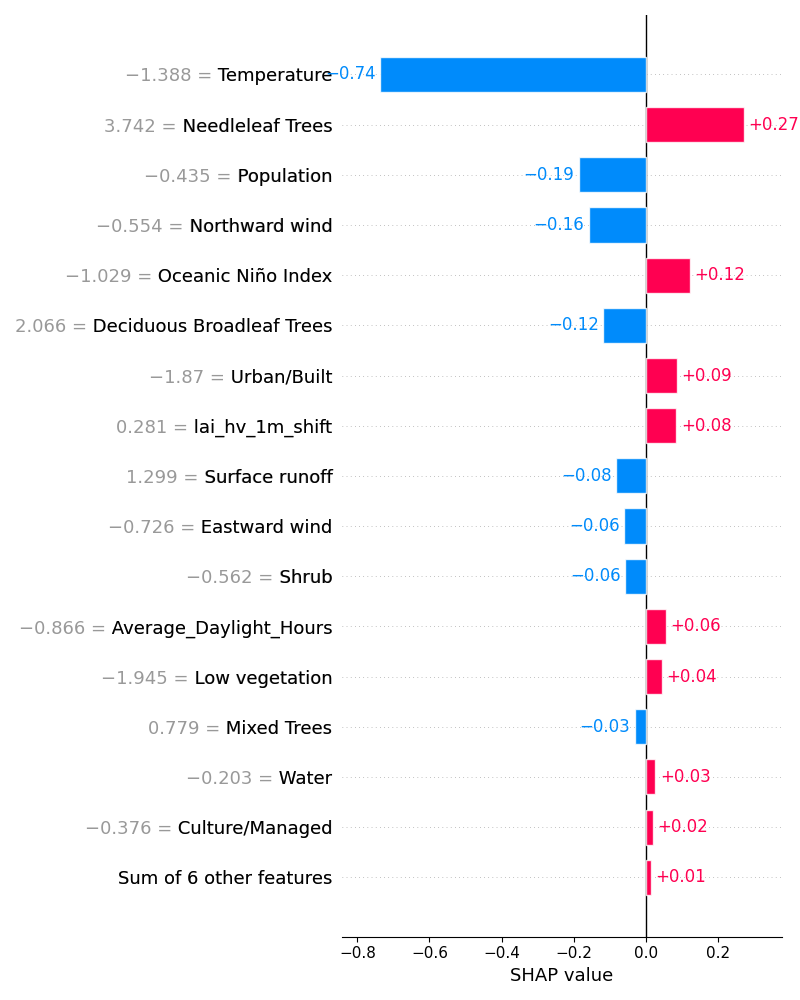 −1.388 = Temperature −0.74
3.742 = Needleleaf Trees +0.27
−0.435 = Population −0.19
−0.554 = Northward wind −0.16
−1.029 = Oceanic Niño Index +0.12
2.066 = Deciduous Broadleaf Trees −0.12
−1.87 = Urban/Built +0.09
0.281 = lai_hv_1m_shift +0.08
1.299 = Surface runoff −0.08
−0.726 = Eastward wind −0.06
−0.562 = Shrub −0.06
−0.866 = Average_Daylight_Hours +0.06
−1.945 = Low vegetation +0.04
0.779 = Mixed Trees −0.03
−0.203 = Water +0.03
−0.376 = Culture/Managed +0.02
Sum of 6 other features +0.01
−0.8 −0.6 −0.4 −0.2 0.0 0.2
SHAP value